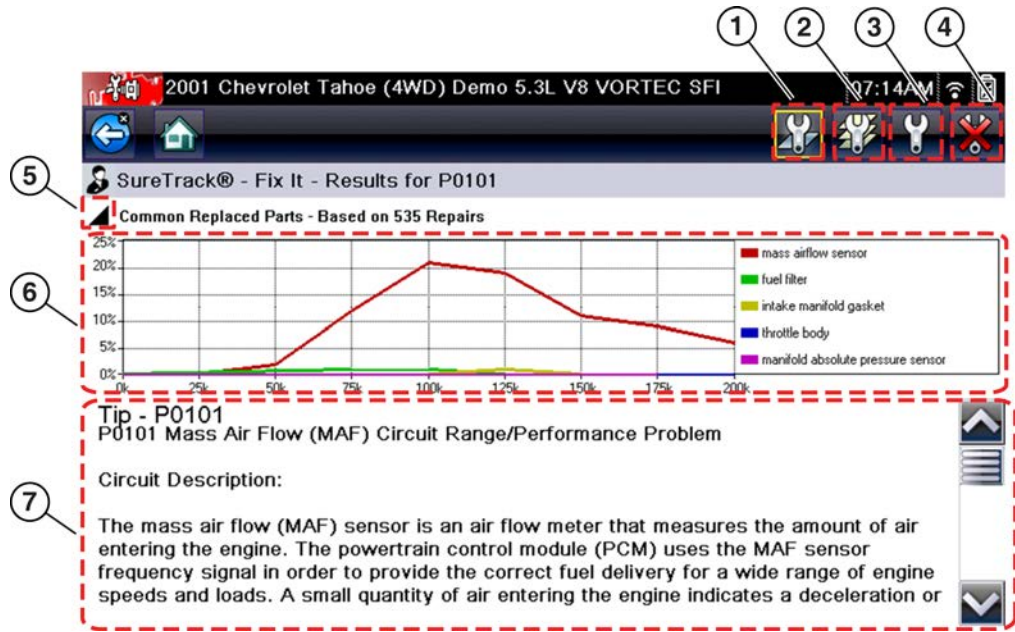 1 2 3 4
2001 Chevrolet Tahoe (4WD) Demo 5.3L V8 VORTEC SFI 07:14AM
SureTrack® - Fix It - Results for P0101
5
Common Replaced Parts - Based on 535 Repairs
25%
20%
15%
10%
5%
0%
0k 25k 50k 75k 100k 125k 150k 175k 200k
mass airflow sensor
fuel filter
intake manifold gasket
throttle body
manifold absolute pressure sensor
6
Tip - P0101
P0101 Mass Air Flow (MAF) Circuit Range/Performance Problem
Circuit Description:
7
The mass air flow (MAF) sensor is an air flow meter that measures the amount of air
entering the engine. The powertrain control module (PCM) uses the MAF sensor
frequency signal in order to provide the correct fuel delivery for a wide range of engine
speeds and loads. A small quantity of air entering the engine indicates a deceleration or